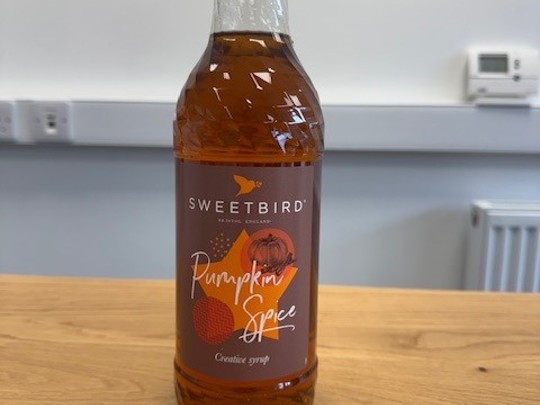 SWEETBIRD
BRISTOL ENGLAND
Pumpkin
Spice
Creative syrup